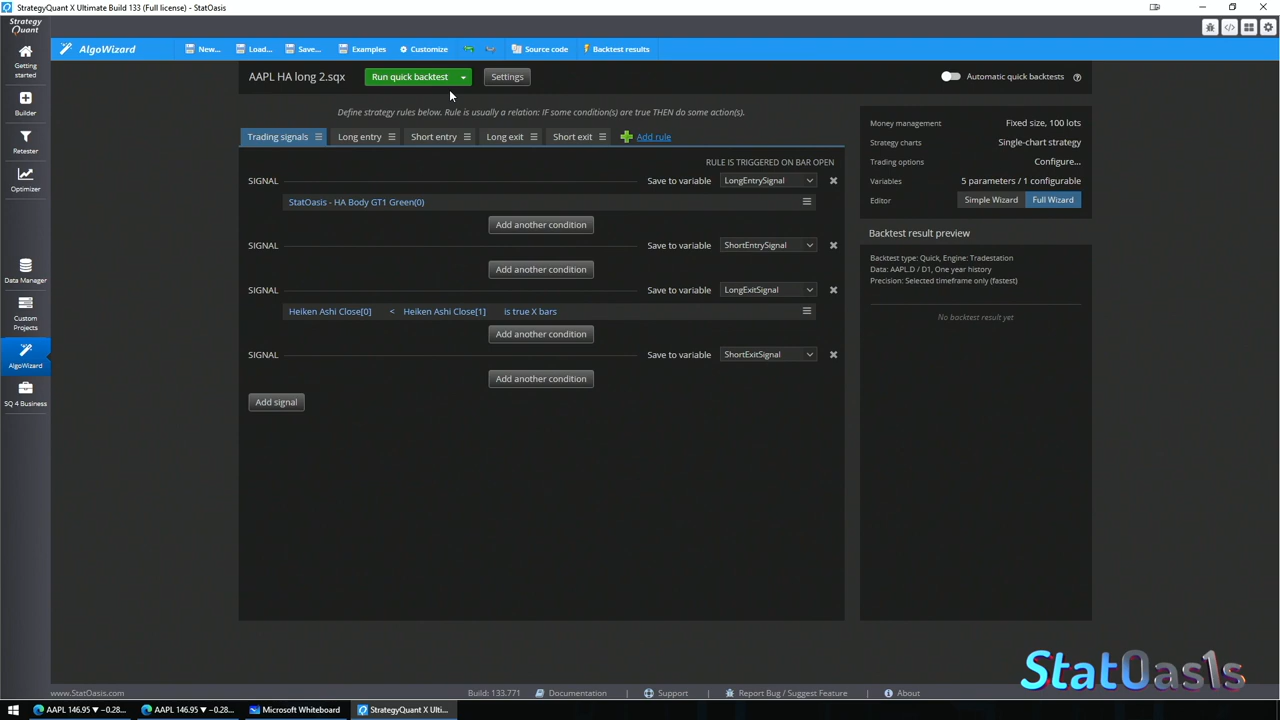 StrategyQuant X Ultimate Build 133 (Full license) - StatOasis
Strategy
Quant
AlgoWizard
New...
Load...
Save...
Examples
Customize
Source code
Backtest results
Getting
started
Builder
Retester
Optimizer
Data Manager
Custom
Projects
AlgoWizard
SQ 4 Business
AAPL HA long 2.sqx
Run quick backtest
Settings
Automatic quick backtests
Define strategy rules below. Rule is usually a relation: IF some condition(s) are true THEN do some action(s).
Trading signals
Long entry
Short entry
Long exit
Short exit
Add rule
RULE IS TRIGGERED ON BAR OPEN
SIGNAL Save to variable LongEntrySignal
StatOasis - HA Body GT1 Green(0)
Add another condition
SIGNAL Save to variable ShortEntrySignal
Add another condition
SIGNAL Save to variable LongExitSignal
Heiken Ashi Close[0] < Heiken Ashi Close[1] is true X bars
Add another condition
SIGNAL Save to variable ShortExitSignal
Add another condition
Add signal
Money management Fixed size, 100 lots
Strategy charts Single-chart strategy
Trading options Configure...
Variables 5 parameters / 1 configurable
Editor Simple Wizard Full Wizard
Backtest result preview
Backtest type: Quick, Engine: Tradestation
Data: AAPL.D / D1, One year history
Precision: Selected timeframe only (fastest)
No backtest result yet
StatOasis
www.StatOasis.com
Build: 133.771
Documentation
Support
Report Bug / Suggest Feature
About
AAPL 146.95 ▼ −0.28...
AAPL 146.95 ▼ −0.28...
Microsoft Whiteboard
StrategyQuant X Ulti...